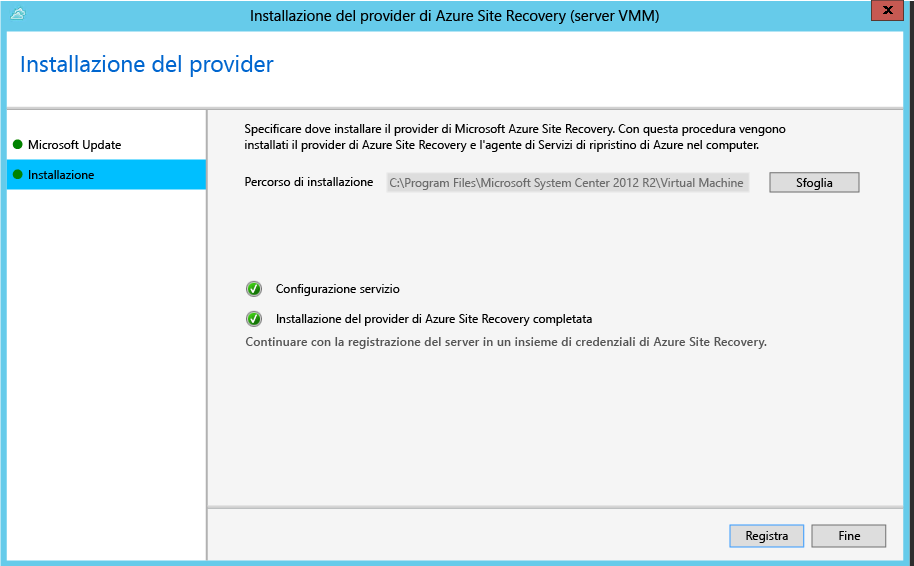 Installazione del provider di Azure Site Recovery (server VMM)
Installazione del provider
Microsoft Update
Installazione
Specificare dove installare il provider di Microsoft Azure Site Recovery. Con questa procedura vengono
installati il provider di Azure Site Recovery e l'agente di Servizi di ripristino di Azure nel computer.
Percorso di installazione C:\Program Files\Microsoft System Center 2012 R2\Virtual Machine Sfoglia
Configurazione servizio
Installazione del provider di Azure Site Recovery completata
Continuare con la registrazione del server in un insieme di credenziali di Azure Site Recovery.
Registra Fine